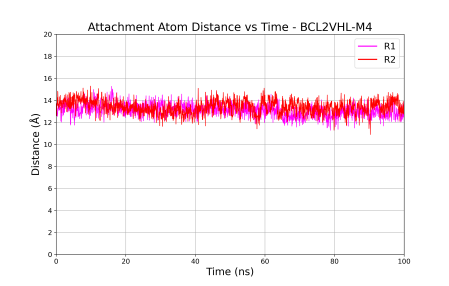 Attachment Atom Distance vs Time - BCL2VHL-M4
20
18
16
14
12
10
8
6
4
2
0
Distance (Å)
R1
R2
0 20 40 60 80 100
Time (ns)